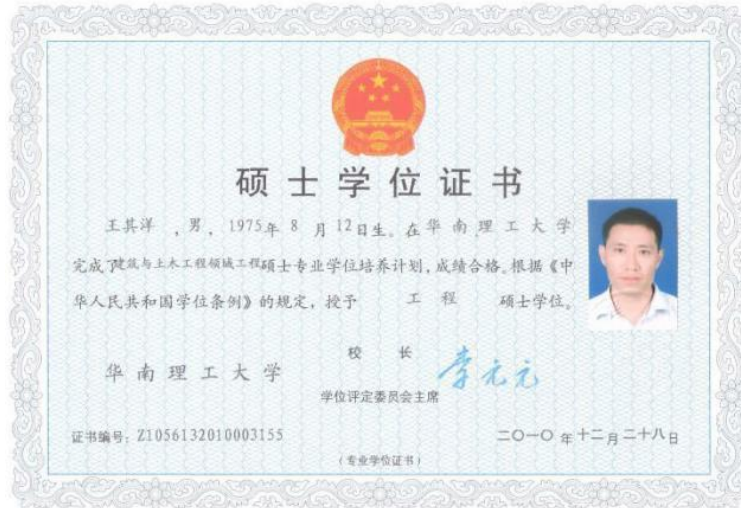 硕士学位证书
王其洋 ,男, 1975年 8 月 12日生。在 华南理工大学
完成了建筑与土木工程领域工程硕士专业学位培养计划,成绩合格。根据《中
华人民共和国学位条例》的规定,授予 工程 硕士学位。
华南理工大学
校 长
学位评定委员会主席
李元元
证书编号: Z1056132010003155
二〇一〇 年 十二 月 二十八 日
(专业学位证书)